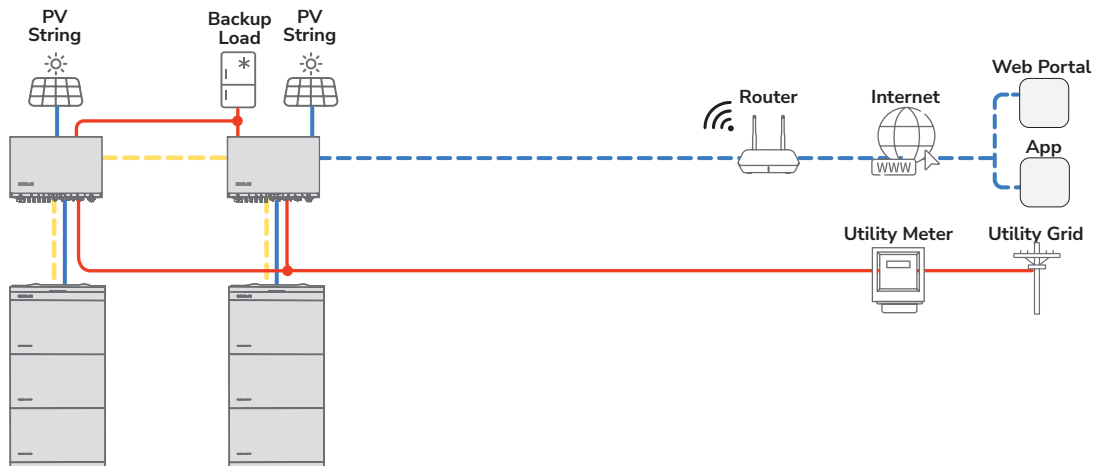 PV
String
Backup
Load
PV
String
Router
Internet
WWW
Web Portal
App
Utility Meter
Utility Grid